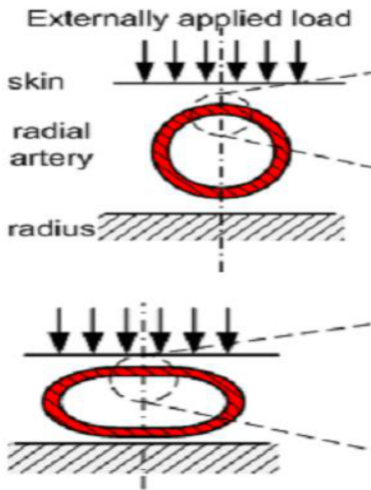 Externally applied load
skin
radial
artery
radius